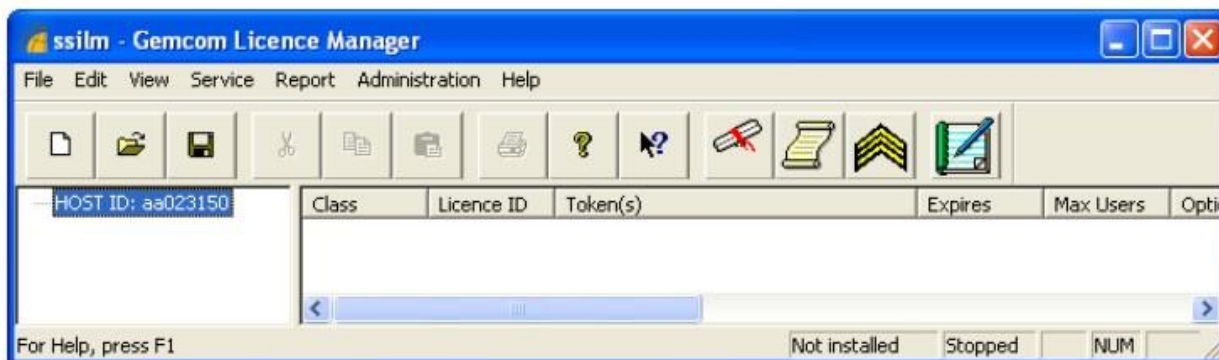 ssilm - Gemcom Licence Manager
File Edit View Service Report Administration Help
HOST ID: aa023150
Class Licence ID Token(s) Expires Max Users Optio
For Help, press F1 Not installed Stopped NUM